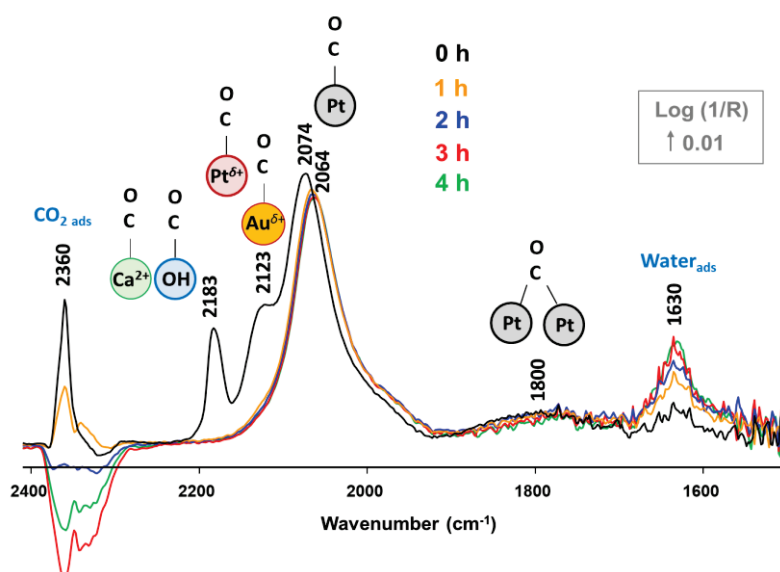 O
C
Pt
0 h
1 h
2 h
3 h
4 h
Log (1/R)
↑ 0.01
O
C
Ptδ+
O
C
Auδ+
2074
2064
CO2 ads
2360
O
C
Ca2+
O
C
OH
2183
2123
O
C
Pt
Pt
1800
Waterads
1630
2400
2200
2000
1800
1600
Wavenumber (cm-1)